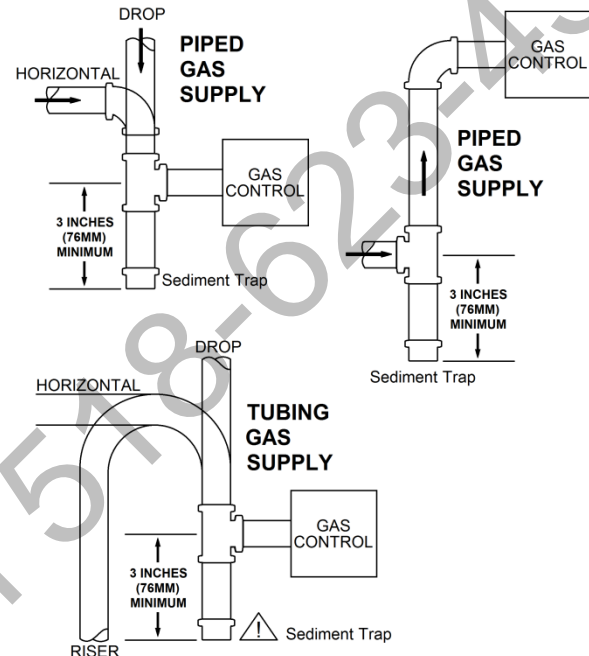 DROP
PIPED
GAS
SUPPLY
HORIZONTAL
GAS
CONTROL
3 INCHES
(76MM)
MINIMUM
Sediment Trap
GAS
CONTROL
PIPED
GAS
SUPPLY
3 INCHES
(76MM)
MINIMUM
Sediment Trap
DROP
HORIZONTAL
TUBING
GAS
SUPPLY
GAS
CONTROL
3 INCHES
(76MM)
MINIMUM
! Sediment Trap
RISER